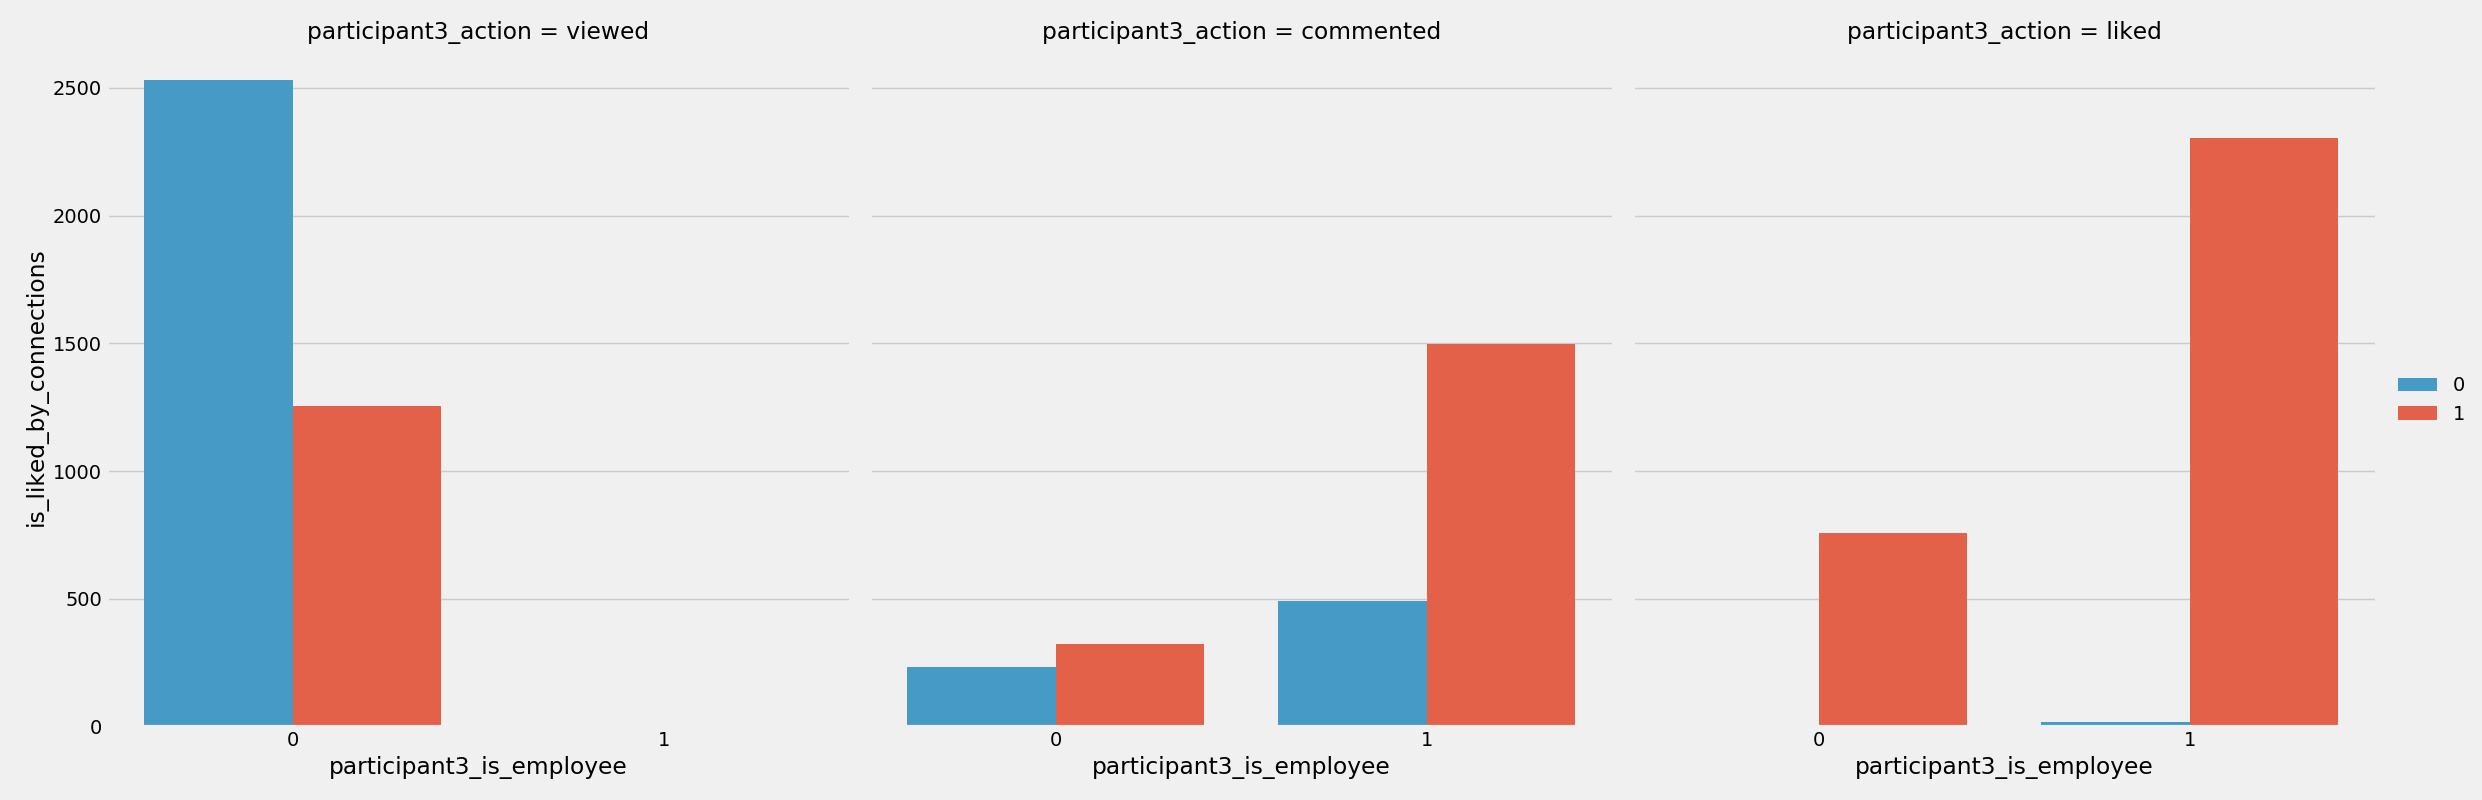 participant3_action = viewed
participant3_action = commented
participant3_action = liked
is_liked_by_connections
2500
2000
1500
1000
500
0
0 1
0 1
0 1
participant3_is_employee
participant3_is_employee
participant3_is_employee
0
1